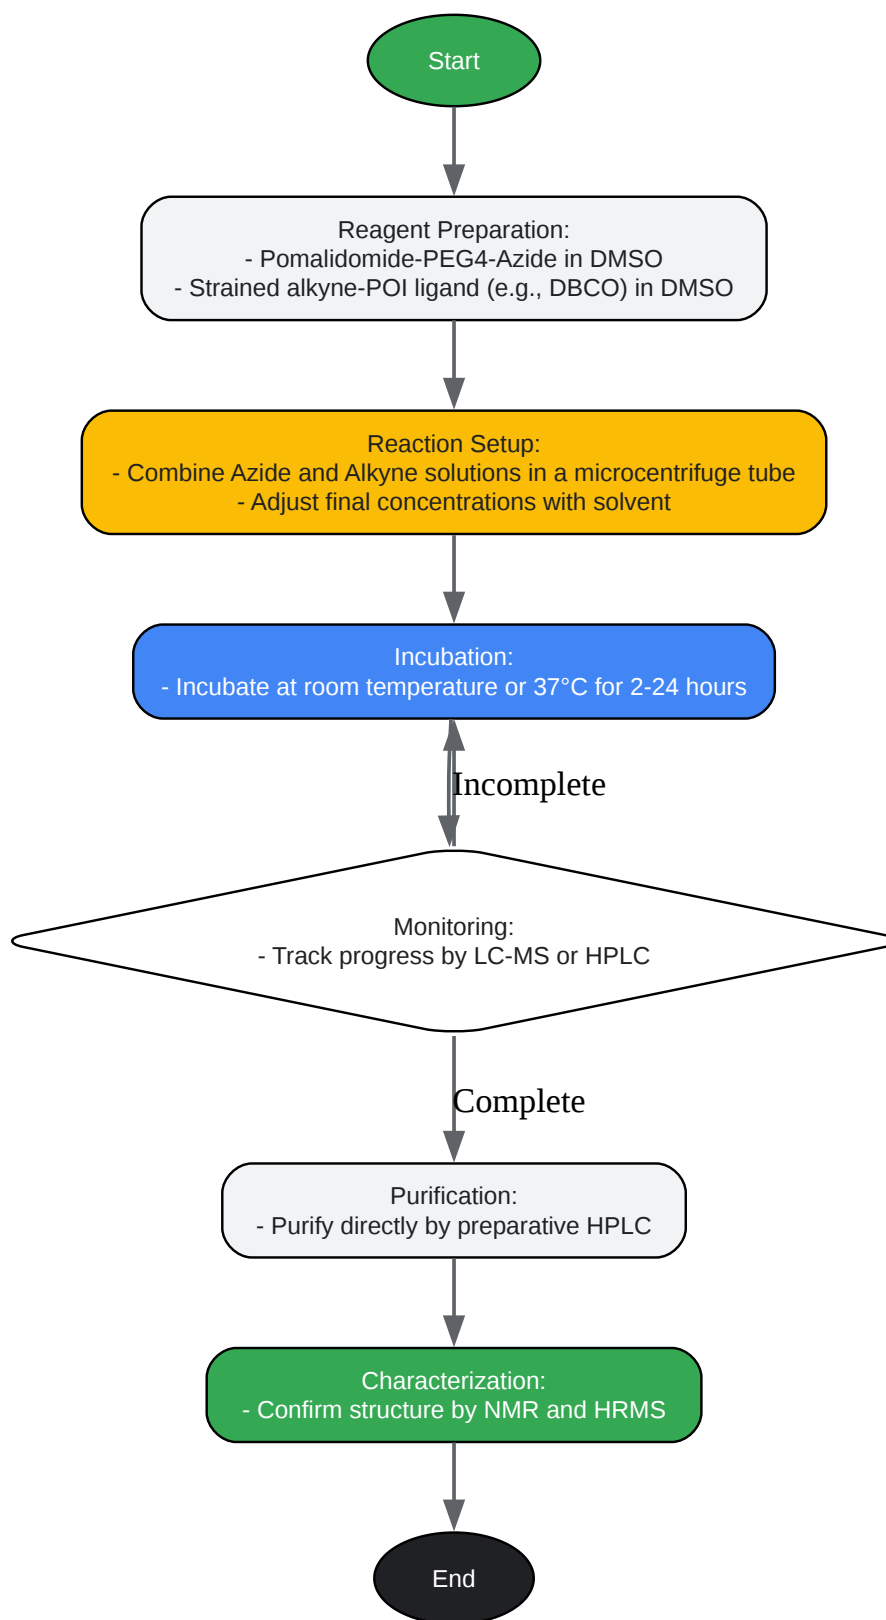 Start
Reagent Preparation:
- Pomalidomide-PEG4-Azide in DMSO
- Strained alkyne-POI ligand (e.g., DBCO) in DMSO
Reaction Setup:
- Combine Azide and Alkyne solutions in a microcentrifuge tube
- Adjust final concentrations with solvent
Incubation:
- Incubate at room temperature or 37°C for 2-24 hours
Incomplete
Monitoring:
- Track progress by LC-MS or HPLC
Complete
Purification:
- Purify directly by preparative HPLC
Characterization:
- Confirm structure by NMR and HRMS
End